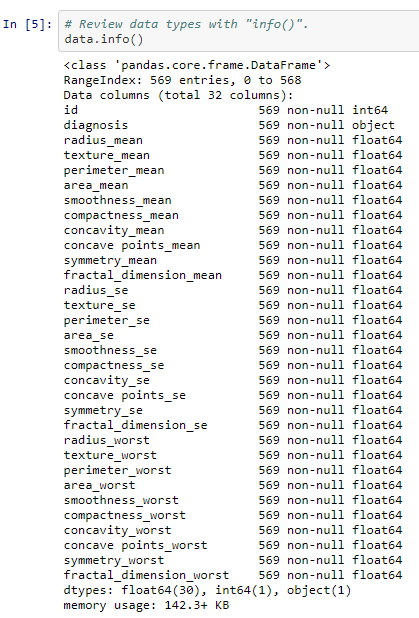 In [5]: # Review data types with "info()".
data.info()
<class 'pandas.core.frame.DataFrame'>
RangeIndex: 569 entries, 0 to 568
Data columns (total 32 columns):
id                         569 non-null int64
diagnosis                  569 non-null object
radius_mean                569 non-null float64
texture_mean               569 non-null float64
perimeter_mean             569 non-null float64
area_mean                  569 non-null float64
smoothness_mean            569 non-null float64
compactness_mean           569 non-null float64
concavity_mean             569 non-null float64
concave points_mean        569 non-null float64
symmetry_mean              569 non-null float64
fractal_dimension_mean     569 non-null float64
radius_se                  569 non-null float64
texture_se                 569 non-null float64
perimeter_se               569 non-null float64
area_se                    569 non-null float64
smoothness_se              569 non-null float64
compactness_se             569 non-null float64
concavity_se               569 non-null float64
concave points_se          569 non-null float64
symmetry_se                569 non-null float64
fractal_dimension_se       569 non-null float64
radius_worst               569 non-null float64
texture_worst              569 non-null float64
perimeter_worst            569 non-null float64
area_worst                 569 non-null float64
smoothness_worst           569 non-null float64
compactness_worst          569 non-null float64
concavity_worst            569 non-null float64
concave points_worst       569 non-null float64
symmetry_worst             569 non-null float64
fractal_dimension_worst    569 non-null float64
dtypes: float64(30), int64(1), object(1)
memory usage: 142.3+ KB